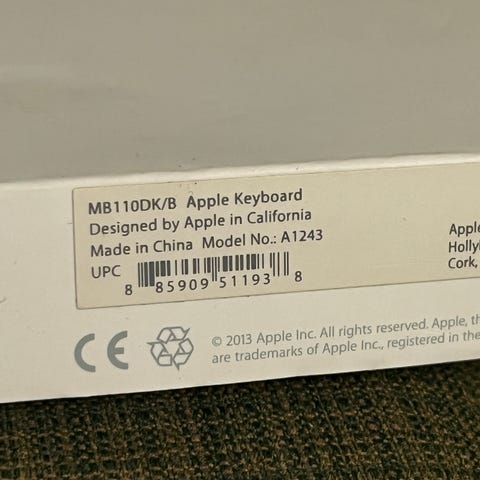 MB110DK/B Apple Keyboard
Designed by Apple in California
Made in China Model No.: A1243
UPC
8 85909 51193 8
Apple
Holly
Cork,
CE
© 2013 Apple Inc. All rights reserved. Apple, th
are trademarks of Apple Inc., registered in the